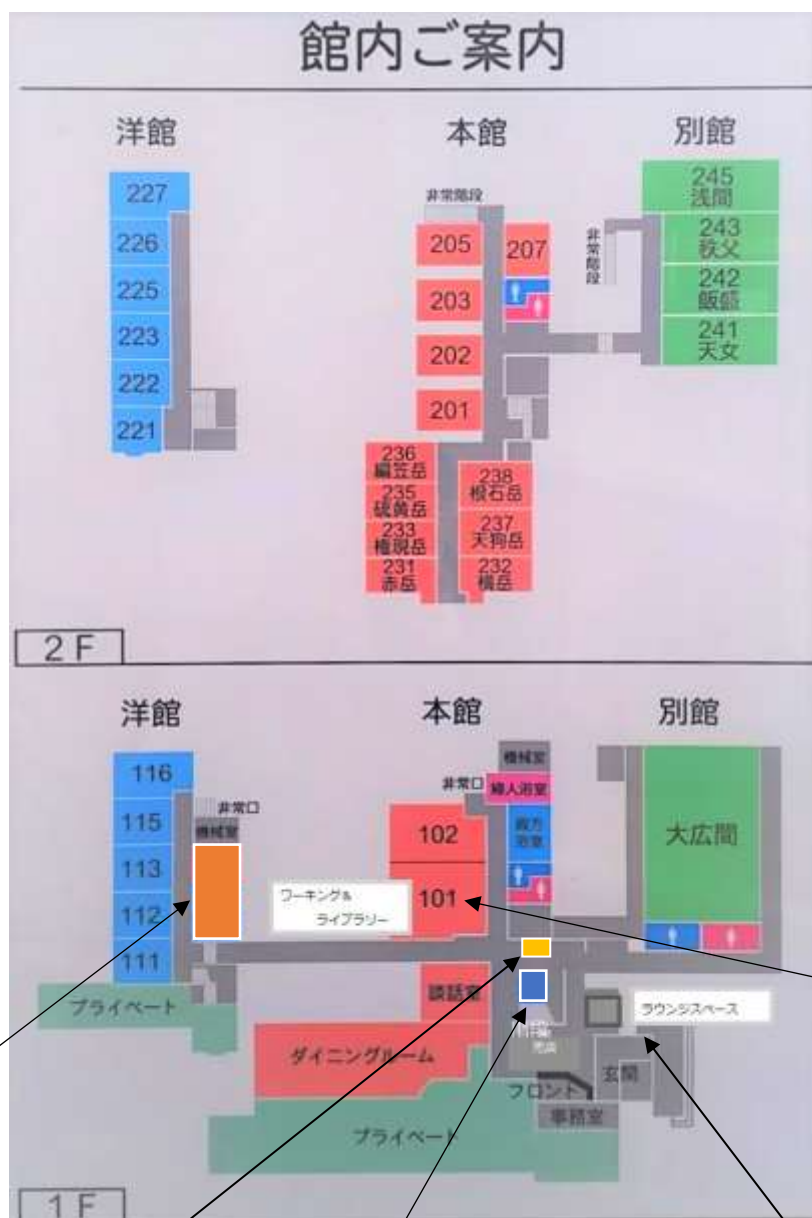 館内ご案内
洋館
本館
別館
227
226
225
223
222
221
非常階段
205
207
203
202
201
236
編笠岳
235
硫黄岳
233
権現岳
231
赤岳
238
根石岳
237
天狗岳
232
横岳
非常階段
245
浅間
243
秩父
242
飯盛
241
天女
2F
洋館
本館
別館
116
115
113
112
111
非常口
機械室
プライベート
ワーキング&
ライブラリー
非常口
機械室
婦人浴室
殿方
浴室
102
101
談話室
ダイニングルーム
プライベート
売店
フロント
事務室
玄関
ラウンジスペース
大広間
1F